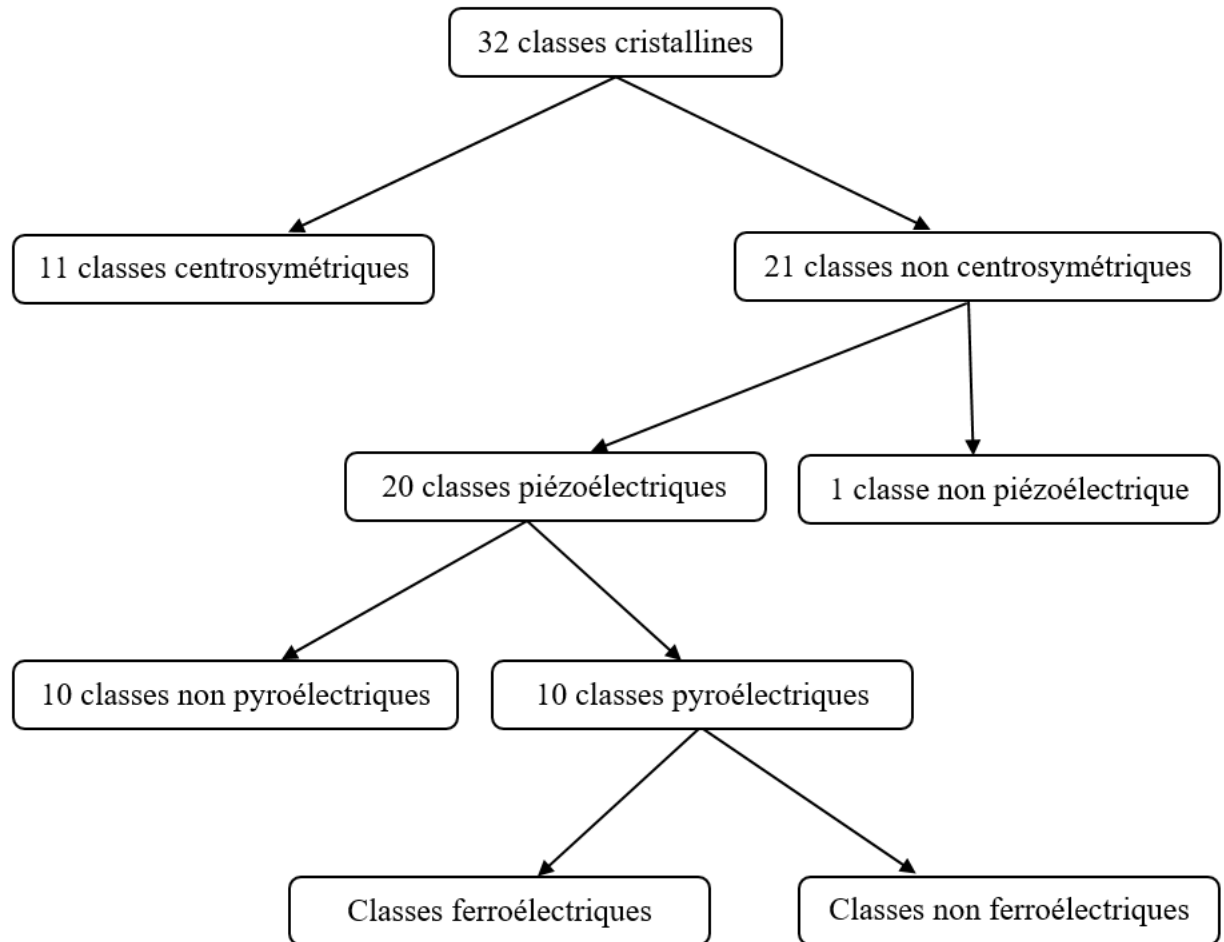 32 classes cristallines
11 classes centrosymétriques
21 classes non centrosymétriques
20 classes piézoélectriques
1 classe non piézoélectrique
10 classes non pyroélectriques
10 classes pyroélectriques
Classes ferroélectriques
Classes non ferroélectriques